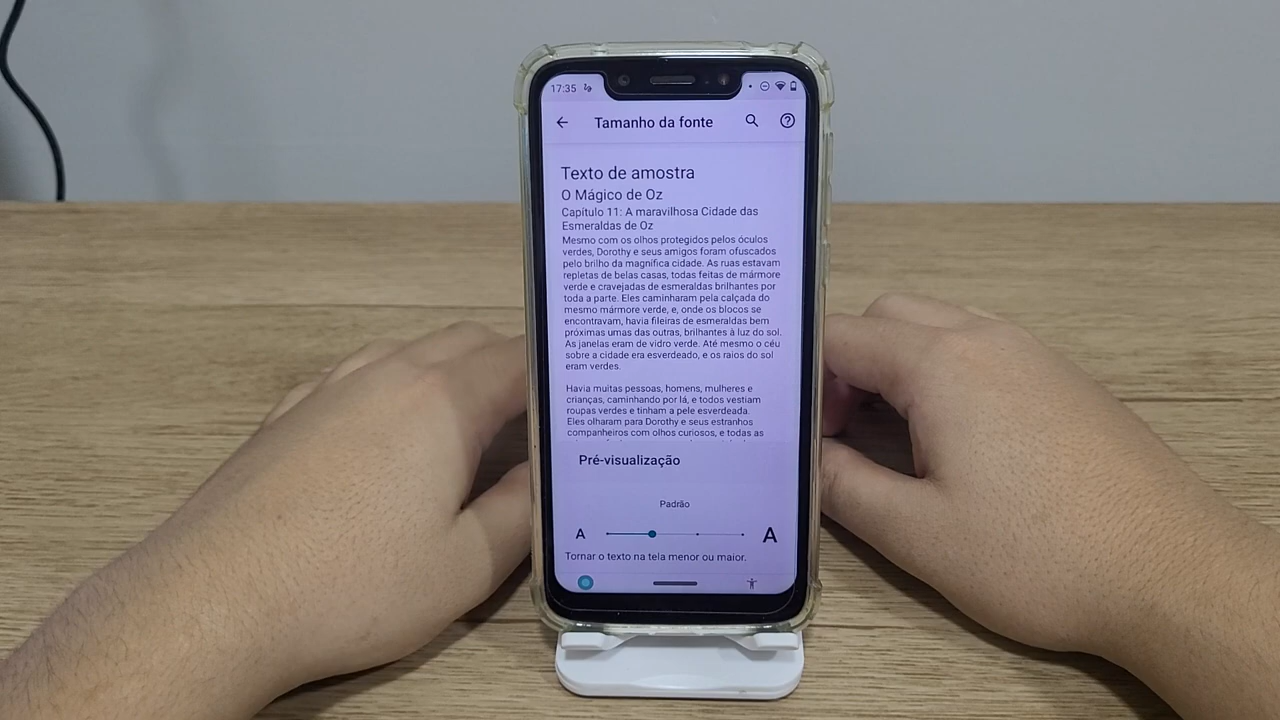 17:35
Tamanho da fonte
Texto de amostra
O Mágico de Oz
Capítulo 11: A maravilhosa Cidade das
Esmeraldas de Oz
Mesmo com os olhos protegidos pelos óculos
verdes, Dorothy e seus amigos foram ofuscados
pelo brilho da magnífica cidade. As ruas estavam
repletas de belas casas, todas feitas de mármore
verde e cravejadas de esmeraldas brilhantes por
toda a parte. Eles caminharam pela calçada do
mesmo mármore verde, e, onde os blocos se
encontravam, havia fileiras de esmeraldas bem
próximas umas das outras, brilhantes à luz do sol.
As janelas eram de vidro verde. Até mesmo o céu
sobre a cidade era esverdeado, e os raios do sol
eram verdes.
Havia muitas pessoas, homens, mulheres e
crianças, caminhando por lá, e todos vestiam
roupas verdes e tinham a pele esverdeada.
Eles olharam para Dorothy e seus estranhos
companheiros com olhos curiosos, e todas as
Pré-visualização
Padrão
A A
Tornar o texto na tela menor ou maior.